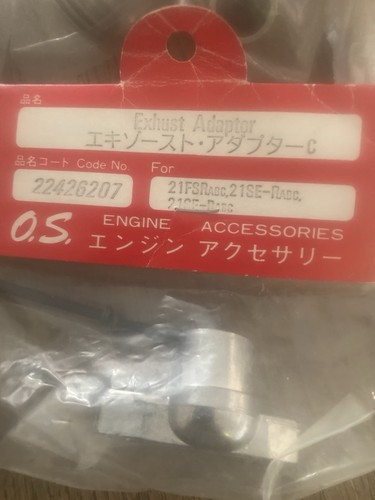 品名
Exhust Adaptor
エキゾースト・アダプターC
品名コード Code No. For
22426207
21FSRABC,21SE-RABC,
O.S. ENGINE ACCESSORIES
エンジン アクセサリー